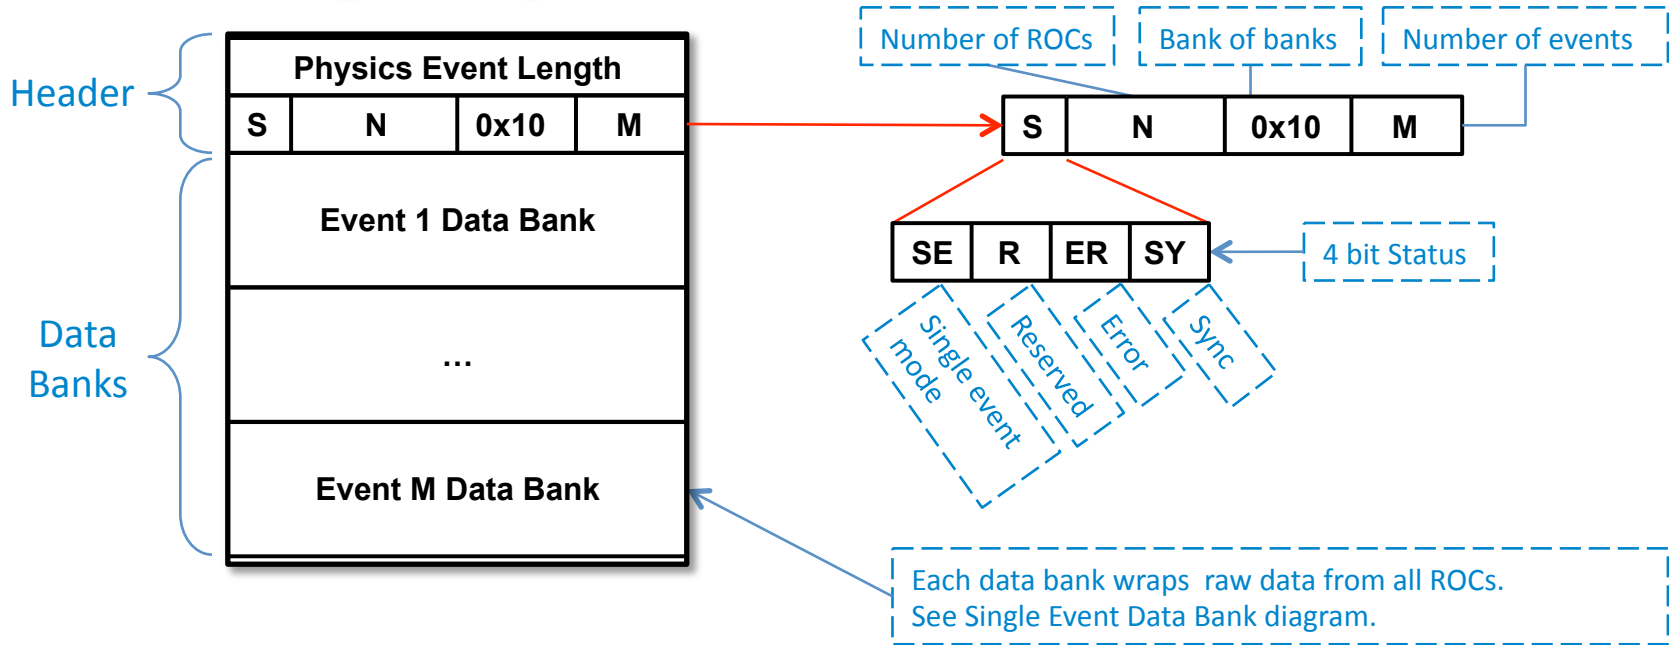 Header
Physics Event Length
S N 0x10 M
Event 1 Data Bank
...
Event M Data Bank
Data
Banks
Number of ROCs
Bank of banks
Number of events
S N 0x10 M
SE R ER SY
4 bit Status
Single event
mode
Reserved
Error
Sync
Each data bank wraps raw data from all ROCs.
See Single Event Data Bank diagram.